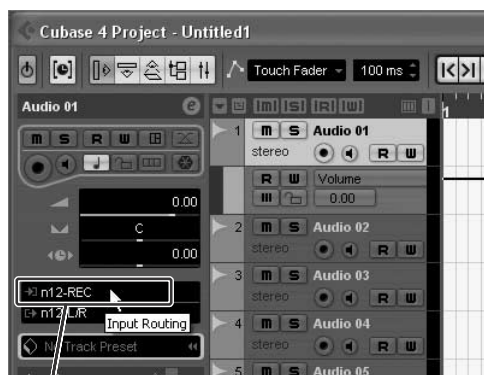 Cubase 4 Project - Untitled1
Touch Fader 100 ms
Audio 01 e m s R W
m S R W
0.00
C
0.00
n12-REC
n12-L/R
Input Routing
No Track Preset
1 m S Audio 01
stereo R W
R W Volume
0.00
2 m S Audio 02
stereo R W
3 m S Audio 03
stereo R W
4 m S Audio 04
stereo R W
5 m S Audio 05
1